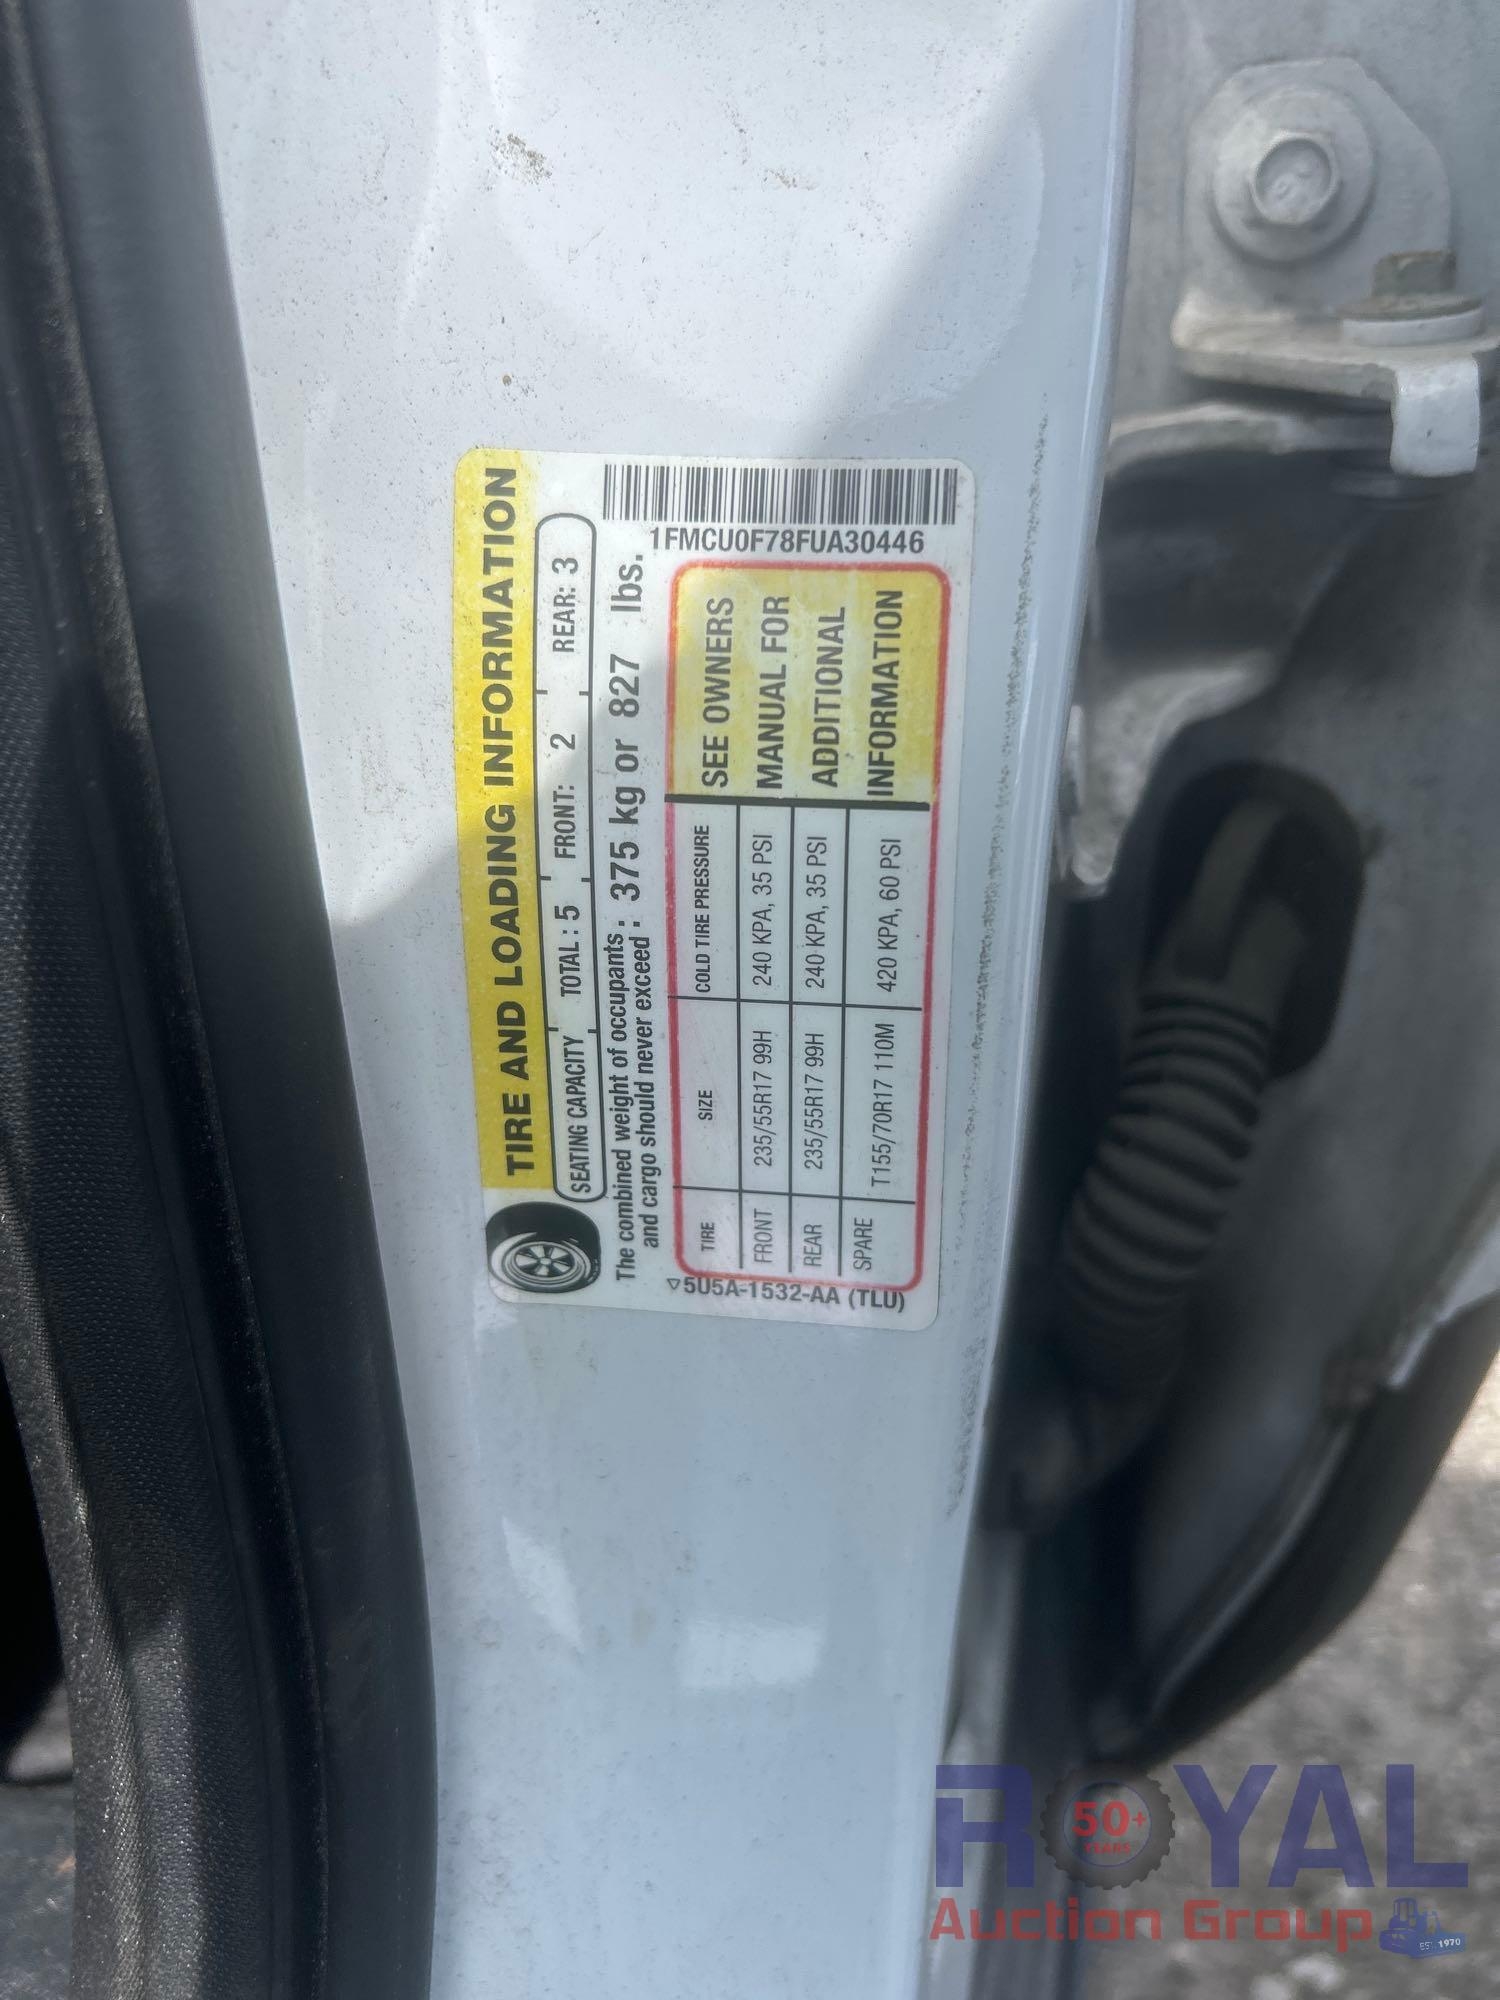 TIRE AND LOADING INFORMATION
SEATING CAPACITY TOTAL : 5 FRONT: 2 REAR: 3
The combined weight of occupants and cargo should never exceed : 375 kg or 827 lbs.
1FMCU0F78FUA30446
TIRE SIZE COLD TIRE PRESSURE
FRONT 235/55R17 99H 240 KPA, 35 PSI
REAR 235/55R17 99H 240 KPA, 35 PSI
SPARE T155/70R17 110M 420 KPA, 60 PSI
SEE OWNERS
MANUAL FOR
ADDITIONAL
INFORMATION
5U5A-1532-AA (TLU)
ROYAL
50+
YEARS
Auction Group
EST. 1970